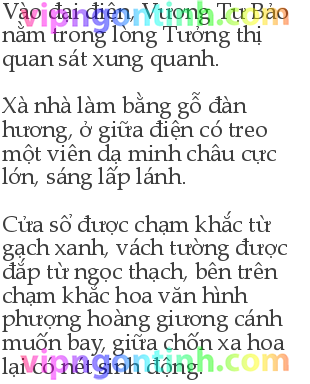 Vào đại điện, Vương Tư Bảo
nằm trong lòng Tưởng thị
quan sát xung quanh.
Xà nhà làm bằng gỗ đàn
hương, ở giữa điện có treo
một viên dạ minh châu cực
lớn, sáng lấp lánh.
Cửa sổ được chạm khắc từ
gạch xanh, vách tường được
đắp từ ngọc thạch, bên trên
chạm khắc hoa văn hình
phượng hoàng giương cánh
muốn bay, giữa chốn xa hoa
lại có nét sinh động.
vipngontinh.com
vipngontinh.com